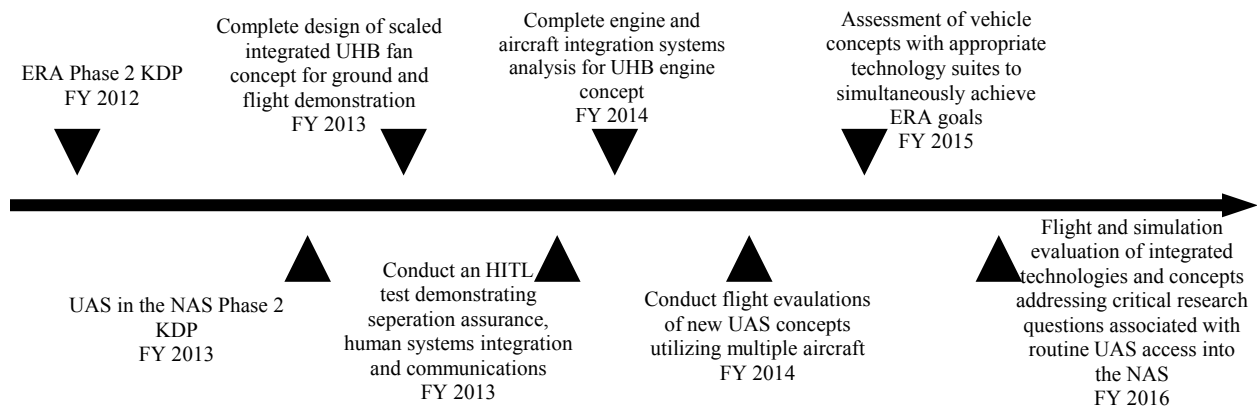 ERA Phase 2 KDP
FY 2012
Complete design of scaled
integrated UHB fan
concept for ground and
flight demonstration
FY 2013
Complete engine and
aircraft integration systems
analysis for UHB engine
concept
FY 2014
Assessment of vehicle
concepts with appropriate
technology suites to
simultaneously achieve
ERA goals
FY 2015
UAS in the NAS Phase 2
KDP
FY 2013
Conduct an HITL
test demonstrating
seperation assurance,
human systems integration
and communications
FY 2013
Conduct flight evaulations
of new UAS concepts
utilizing multiple aircraft
FY 2014
Flight and simulation
evaluation of integrated
technologies and concepts
addressing critical research
questions associated with
routine UAS access into
the NAS
FY 2016